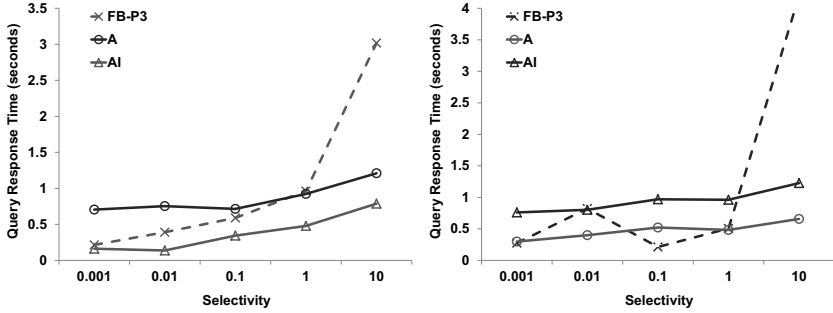 3.5
3
2.5
2
1.5
1
0.5
0
Query Response Time (seconds)
FB-P3
A
AI
0.001 0.01 0.1 1 10
Selectivity
4
3.5
3
2.5
2
1.5
1
0.5
0
Query Response Time (seconds)
FB-P3
A
AI
0.001 0.01 0.1 1 10
Selectivity